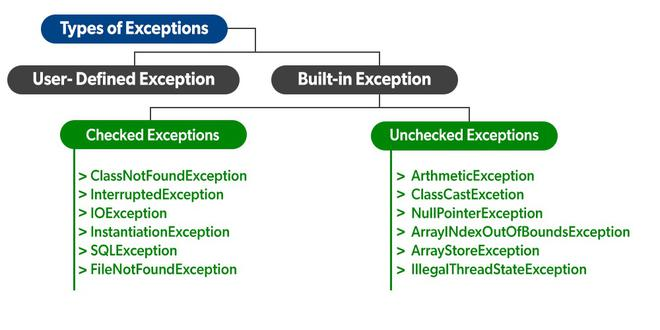 Types of Exceptions
User- Defined Exception
Built-in Exception
Checked Exceptions
> ClassNotFoundException
> InterruptedException
> IOException
> InstantiationException
> SQLException
> FileNotFoundException
Unchecked Exceptions
> ArthmeticException
> ClassCastExcetion
> NullPointerException
> ArrayINdexOutOfBoundsException
> ArrayStoreException
> IllegalThreadStateException